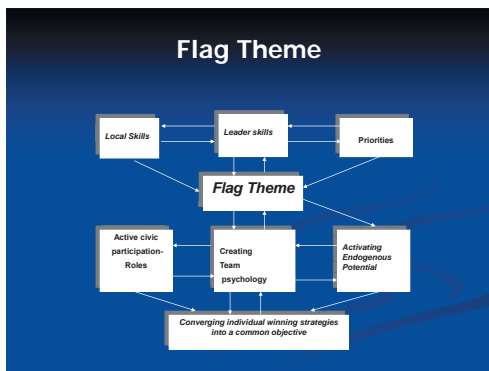 Flag Theme
Local Skills
Leader skills
Priorities
Flag Theme
Active civic
participation-
Roles
Creating
Team
psychology
Activating
Endogenous
Potential
Converging individual winning strategies
into a common objective